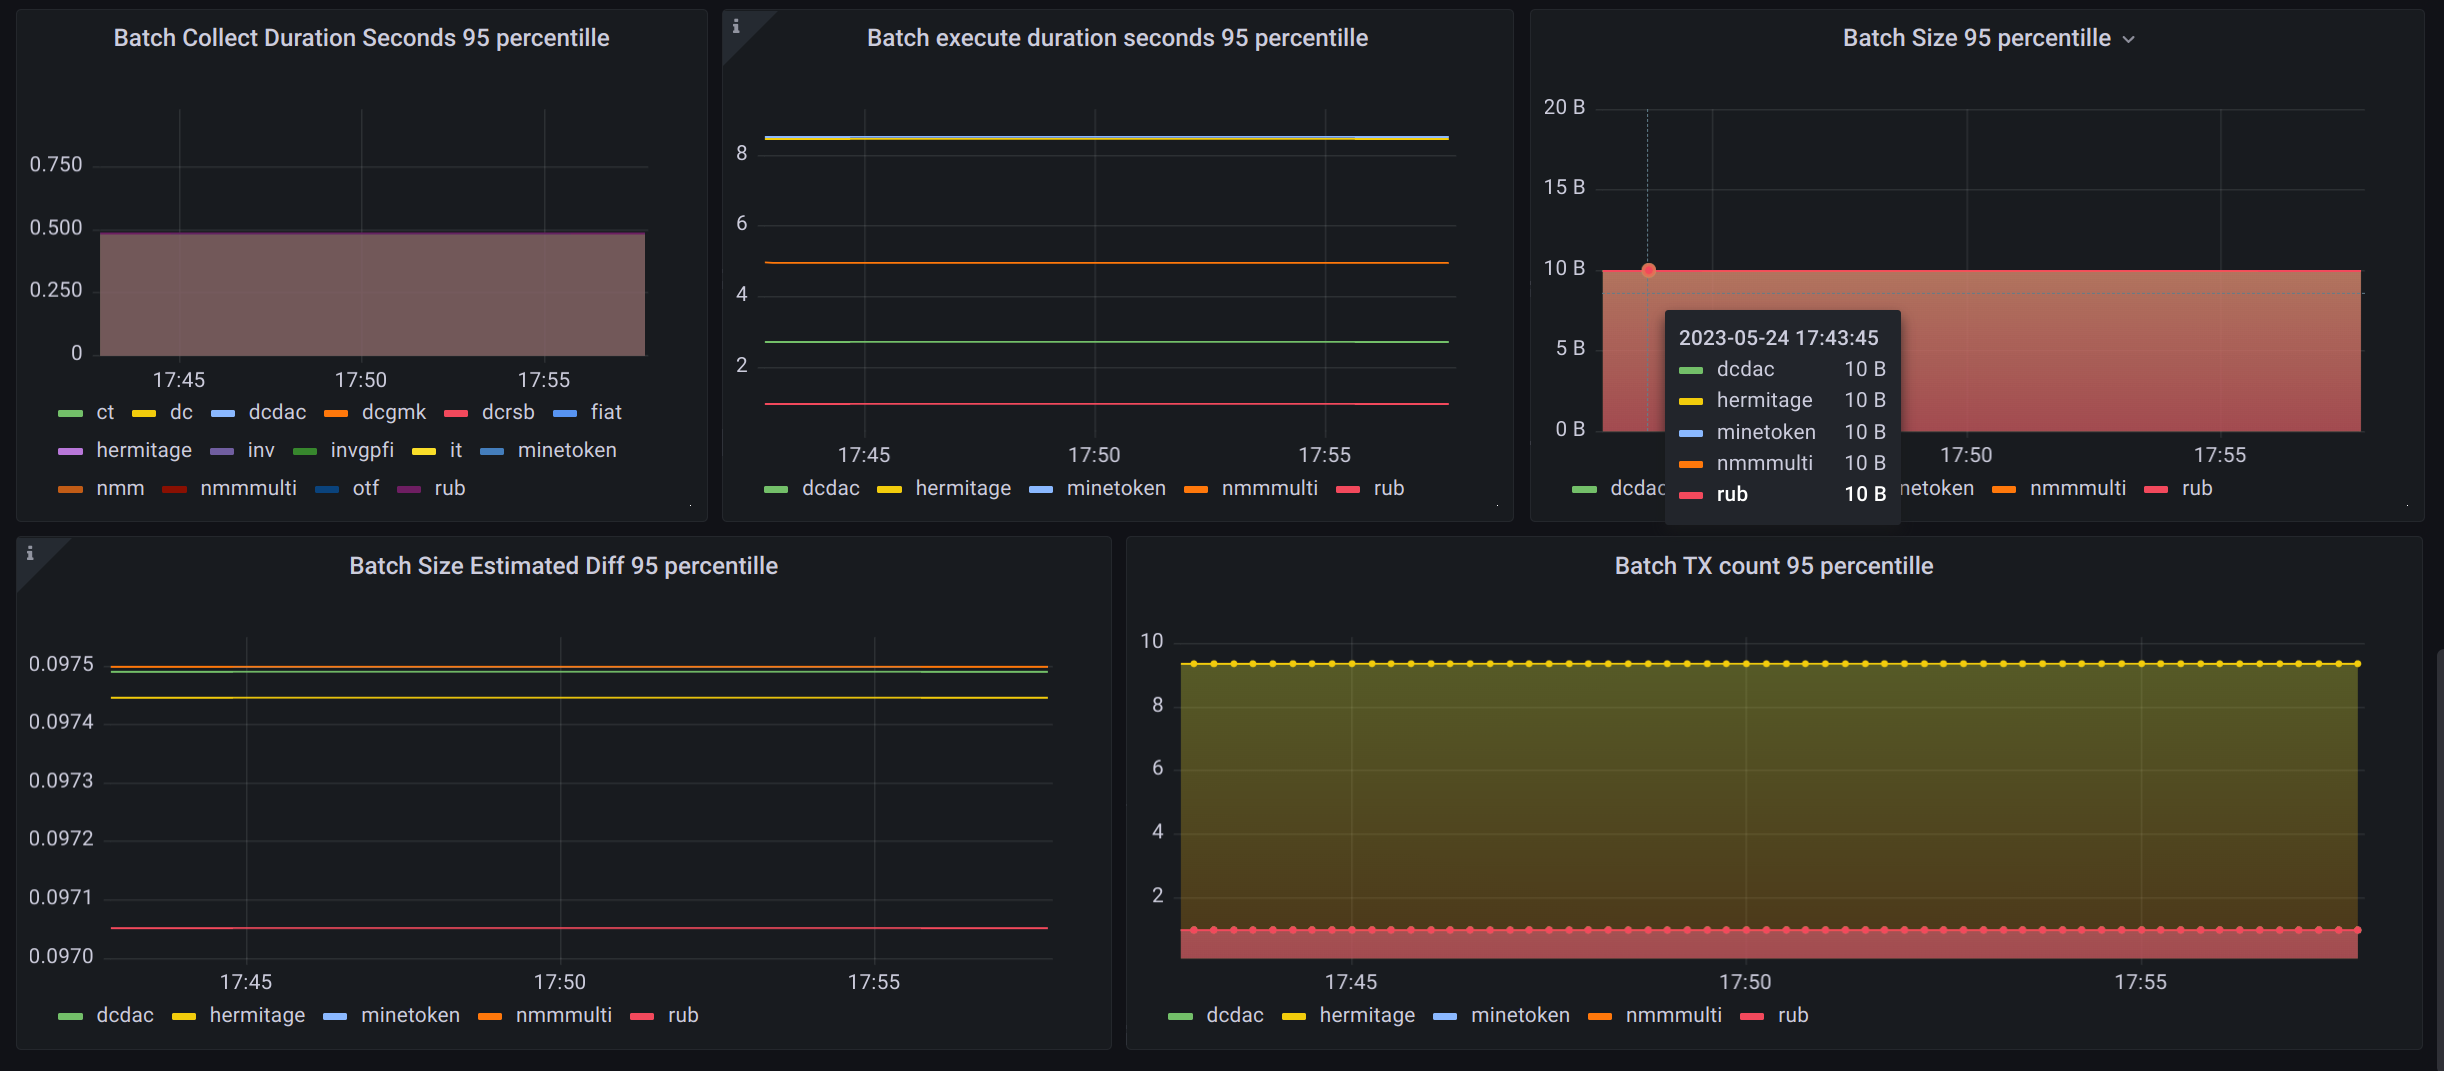 Batch Collect Duration Seconds 95 percentille
0.750
0.500
0.250
0
17:45 17:50 17:55
ct dc dcdac dcgmk dcrsb fiat
hermitage inv invgpfi it minetoken
nmm nmmmulti otf rub
i
Batch execute duration seconds 95 percentille
8
6
4
2
17:45 17:50 17:55
dcdac hermitage minetoken nmmmulti rub
Batch Size 95 percentille
20 B
15 B
10 B
5 B
0 B
2023-05-24 17:43:45
dcdac 10 B
hermitage 10 B
minetoken 10 B
nmmmulti 10 B
rub 10 B
17:50 17:55
dcdac netoken nmmmulti rub
i
Batch Size Estimated Diff 95 percentille
0.0975
0.0974
0.0973
0.0972
0.0971
0.0970
17:45 17:50 17:55
dcdac hermitage minetoken nmmmulti rub
Batch TX count 95 percentille
10
8
6
4
2
17:45 17:50 17:55
dcdac hermitage minetoken nmmmulti rub